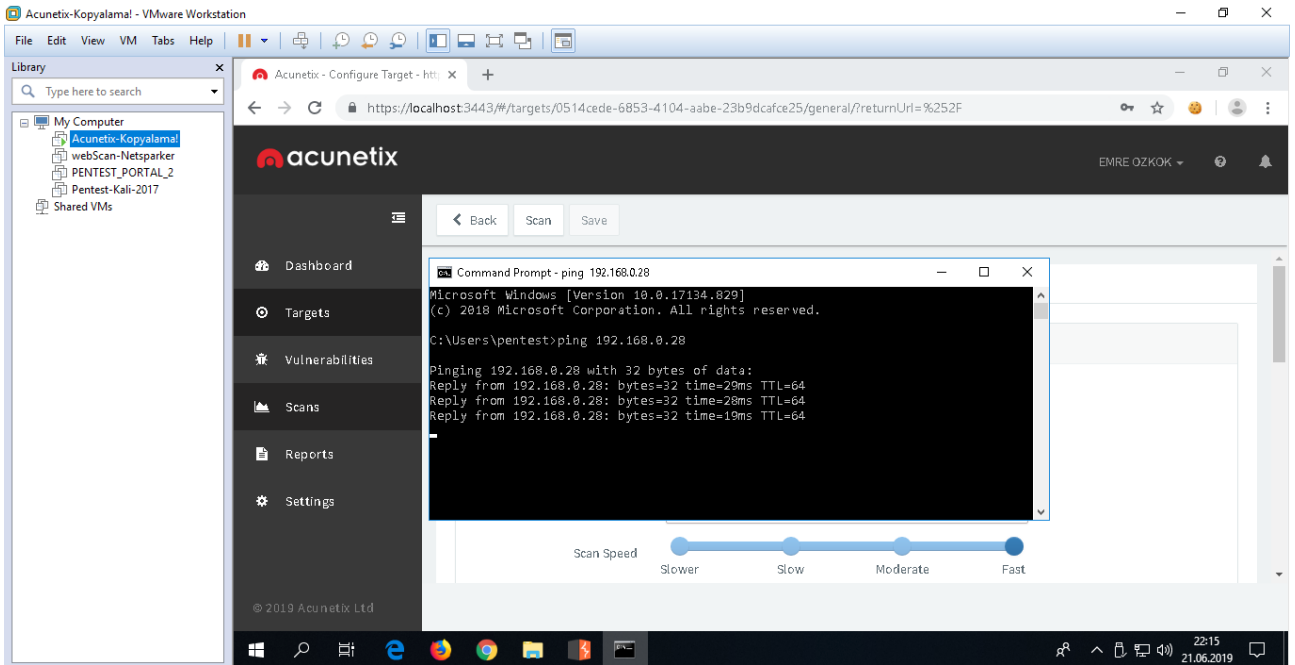 Acunetix-Kopyalama! - VMware Workstation
File Edit View VM Tabs Help
Library
Type here to search
My Computer
Acunetix-Kopyalama!
webScan-Netsparker
PENTEST_PORTAL_2
Pentest-Kali-2017
Shared VMs
Acunetix - Configure Target - htt
https://localhost:3443/#/targets/0514cede-6853-4104-aabe-23b9dcafce25/general/?returnUrl=%252F
acunetix
EMRE OZKOK
Back Scan Save
Dashboard
Targets
Vulnerabilities
Scans
Reports
Settings
© 2019 Acunetix Ltd
Command Prompt - ping 192.168.0.28
Microsoft Windows [Version 10.0.17134.829]
(c) 2018 Microsoft Corporation. All rights reserved.
C:\Users\pentest>ping 192.168.0.28
Pinging 192.168.0.28 with 32 bytes of data:
Reply from 192.168.0.28: bytes=32 time=29ms TTL=64
Reply from 192.168.0.28: bytes=32 time=28ms TTL=64
Reply from 192.168.0.28: bytes=32 time=19ms TTL=64
Scan Speed
Slower Slow Moderate Fast
22:15
21.06.2019